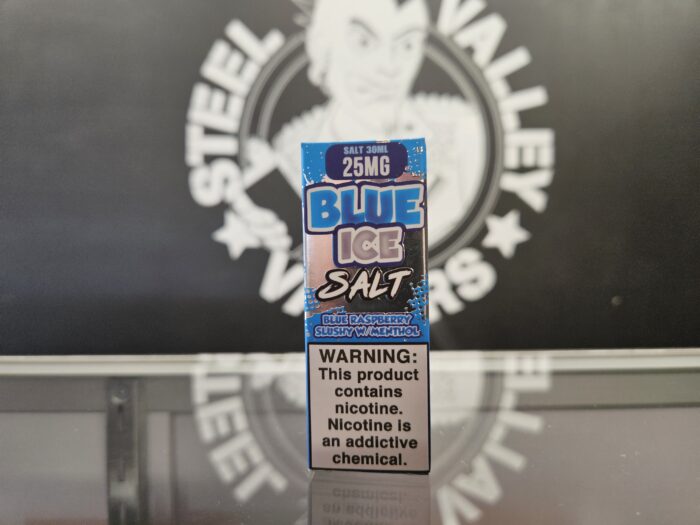 STEEL VALLEY
SALT 30ML
25MG
BLUE
ICE
SALT
BLUE RASPBERRY
SLUSHY W/MENTHOL
WARNING:
This product
contains
nicotine.
Nicotine is
an addictive
chemical.